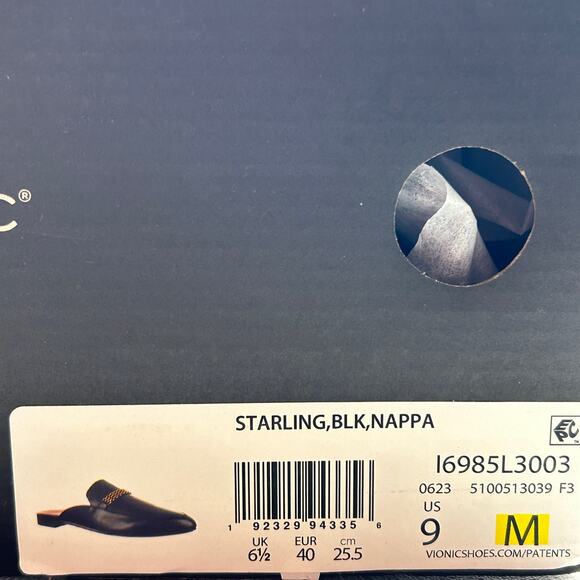 C®
STARLING,BLK,NAPPA
I6985L3003
0623 5100513039 F3
1 92329 94335 6
US
9 M
UK EUR cm
6½ 40 25.5
VIONICSHOES.COM/PATENTS